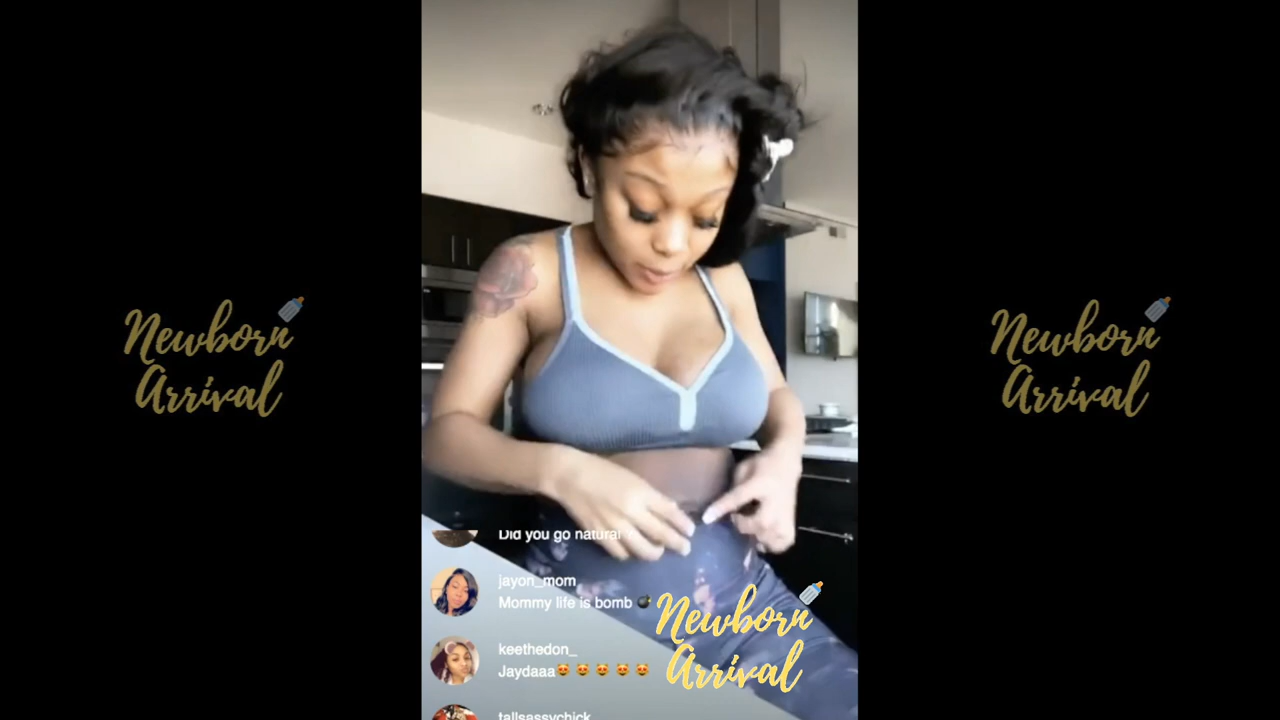 Newborn
Arrival
Did you go natural
jayon_mom
Mommy life is bomb 💣
keethedon_
Jaydaaa😍 😍 😍 😍 😍
tallsassychick
Newborn
Arrival
Newborn
Arrival